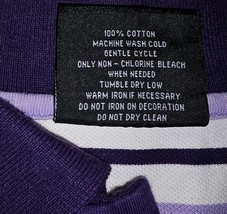 100% COTTON
MACHINE WASH COLD
GENTLE CYCLE
ONLY NON - CHLORINE BLEACH
WHEN NEEDED
TUMBLE DRY LOW
WARM IRON IF NECESSARY
DO NOT IRON ON DECORATION
DO NOT DRY CLEAN